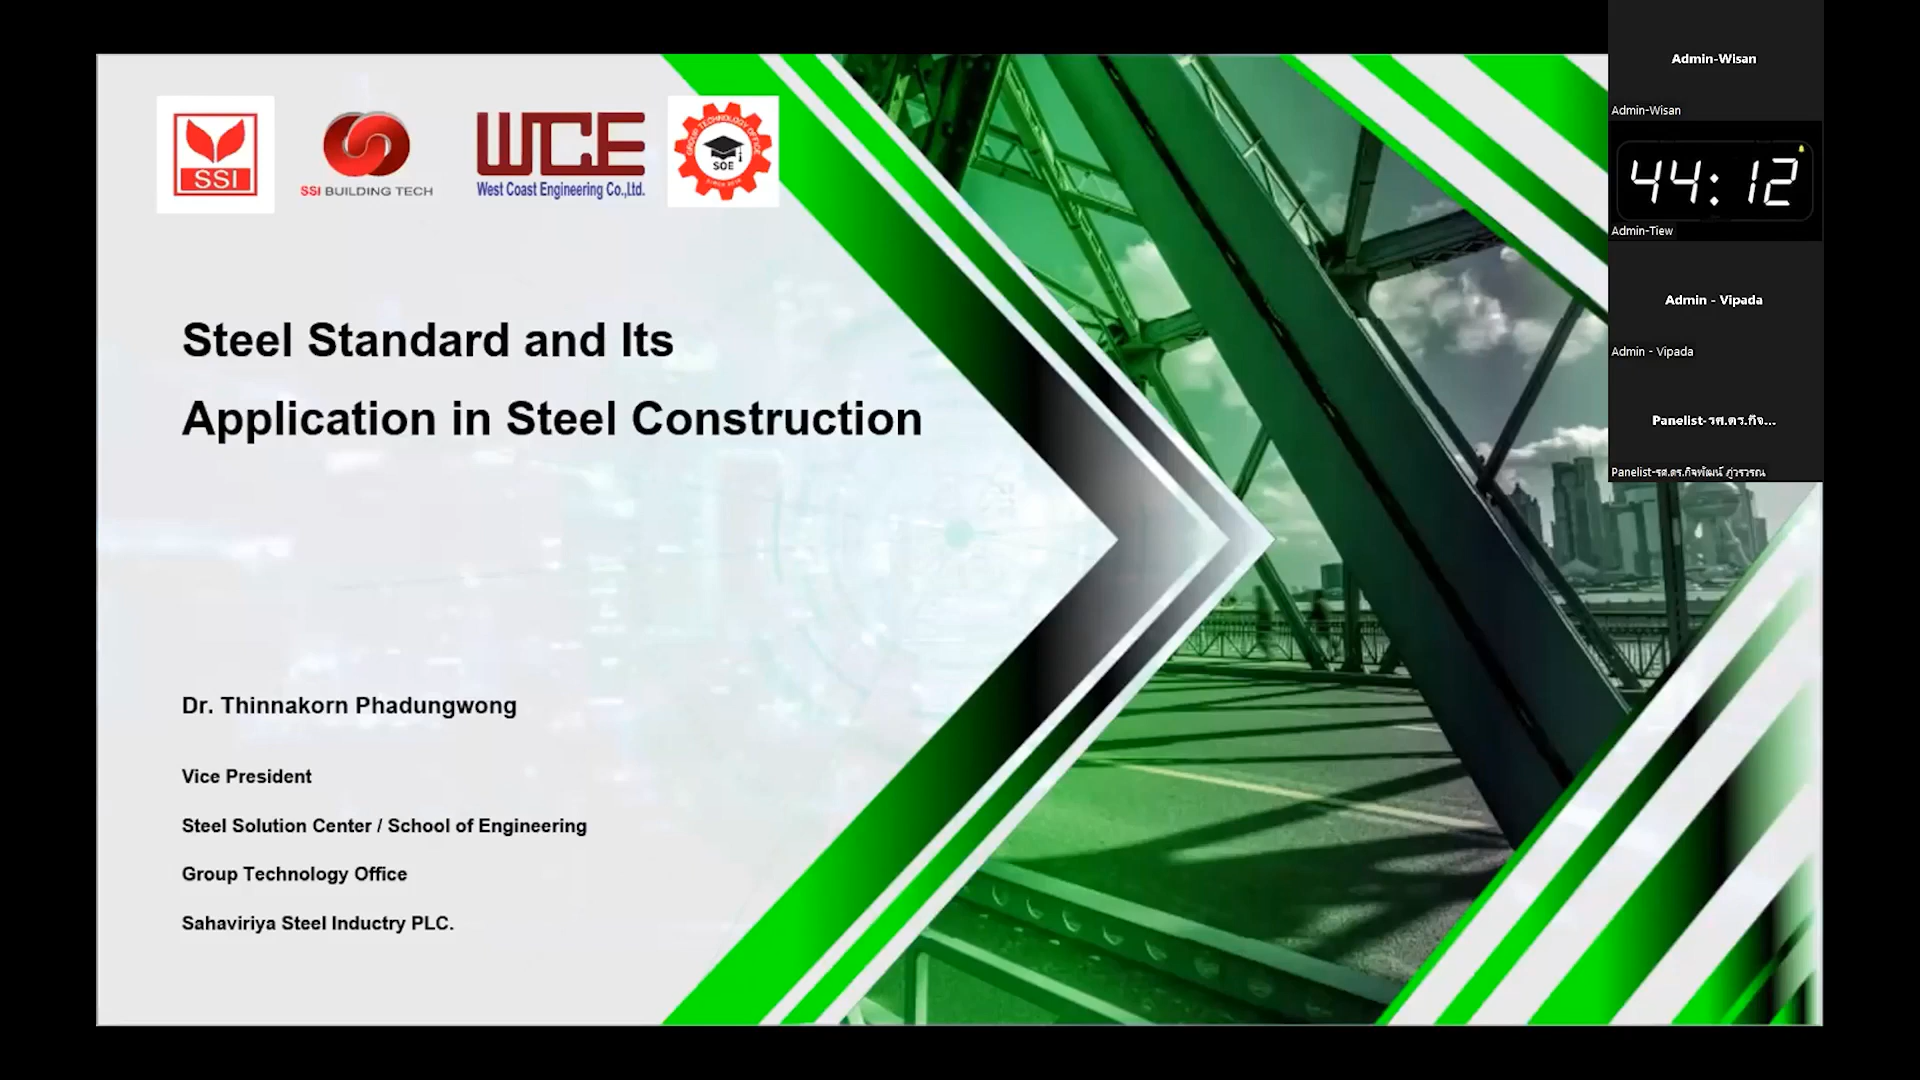 SSI
SSI BUILDING TECH
WCE
West Coast Engineering Co.,Ltd.
GROUP TECHNOLOGY OFFICE
SOE
Steel Standard and Its
Application in Steel Construction
Dr. Thinnakorn Phadungwong
Vice President
Steel Solution Center / School of Engineering
Group Technology Office
Sahaviriya Steel Inductry PLC.
Admin-Wisan
Admin-Wisan
44:12
Admin-Tiew
Admin - Vipada
Admin - Vipada
Panelist-รศ.ดร.กิจ...
Panelist-รศ.ดร.กิจพัฒน์ ภู่วรวรรณ